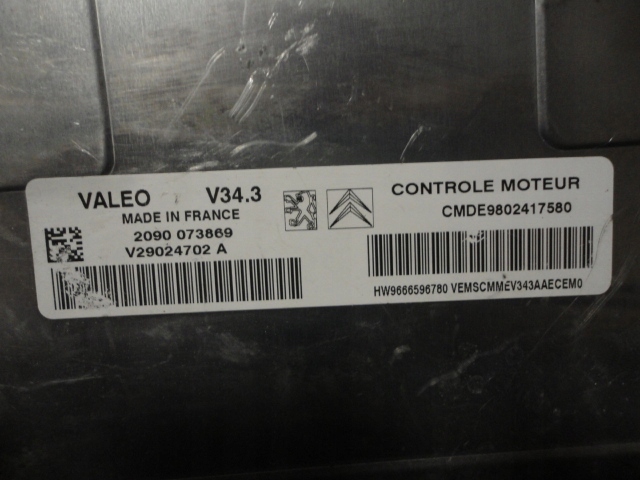 VALEO V34.3
MADE IN FRANCE
2090 073869
V29024702 A
CONTROLE MOTEUR
CMDE9802417580
HW9666596780 VEMSCMMEV343AAECEM0